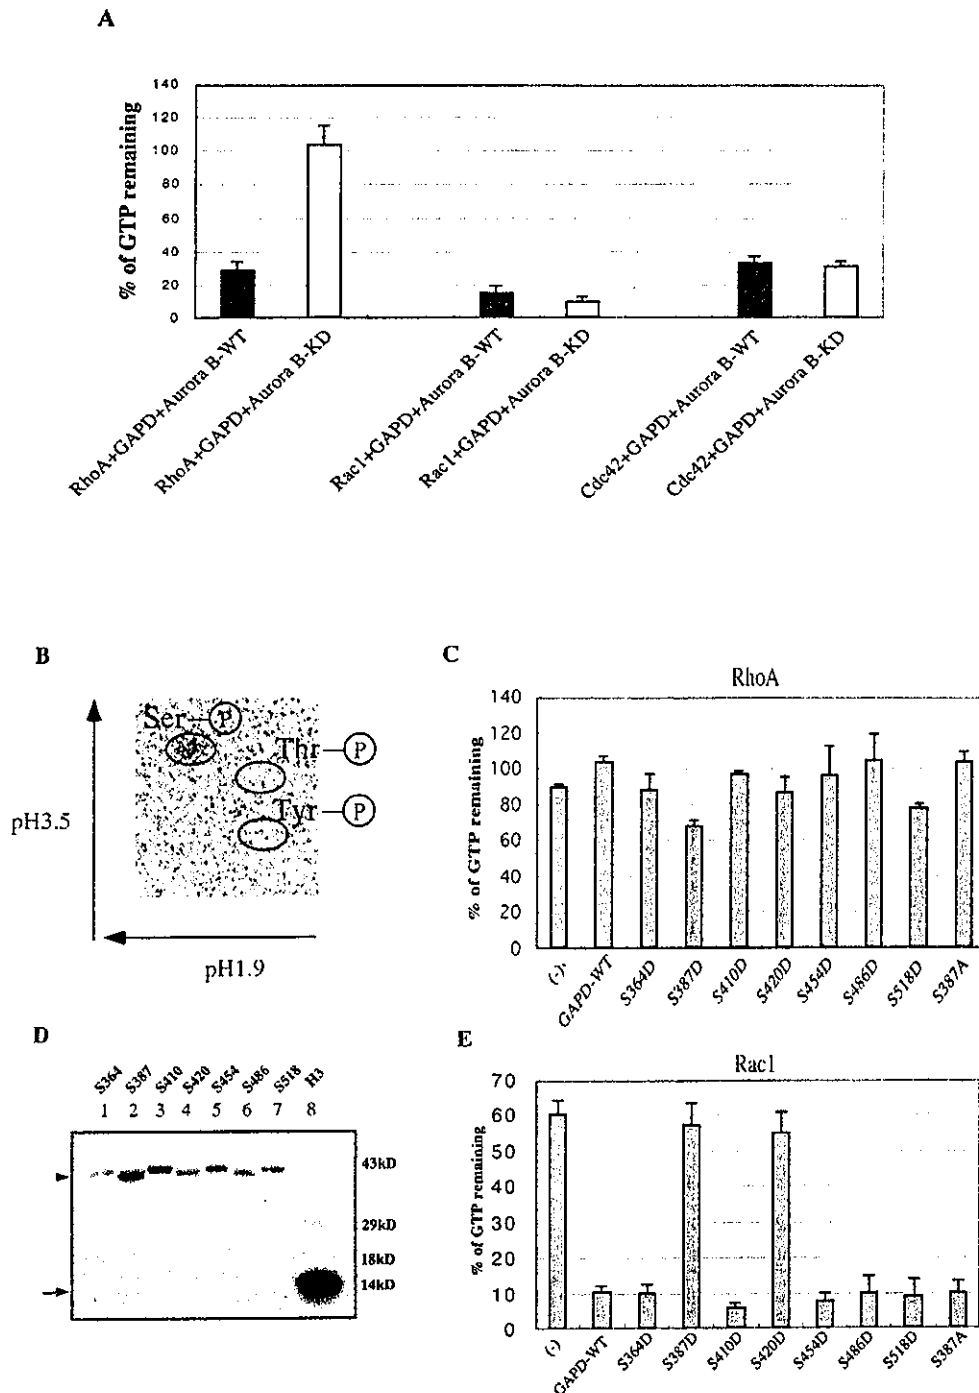 A
% of GTP remaining
140
120
100
80
60
40
20
0
RhoA+GAPD+Aurora B-WT
RhoA+GAPD+Aurora B-KD
Rac1+GAPD+Aurora B-WT
Rac1+GAPD+Aurora B-KD
Cdc42+GAPD+Aurora B-WT
Cdc42+GAPD+Aurora B-KD
B
Ser P
Thr P
Tyr P
pH3.5
pH1.9
C
RhoA
% of GTP remaining
140
120
100
80
60
40
20
0
(-).
GAPD-WT
S364D
S387D
S410D
S420D
S454D
S486D
S518D
S387A
D
S364 S387 S410 S420 S454 S486 S518 H3
1 2 3 4 5 6 7 8
43kD
29kD
18kD
14kD
E
Rac1
% of GTP remaining
70
60
50
40
30
20
10
0
(-)
GAPD-WT
S364D
S387D
S410D
S420D
S454D
S486D
S518D
S387A